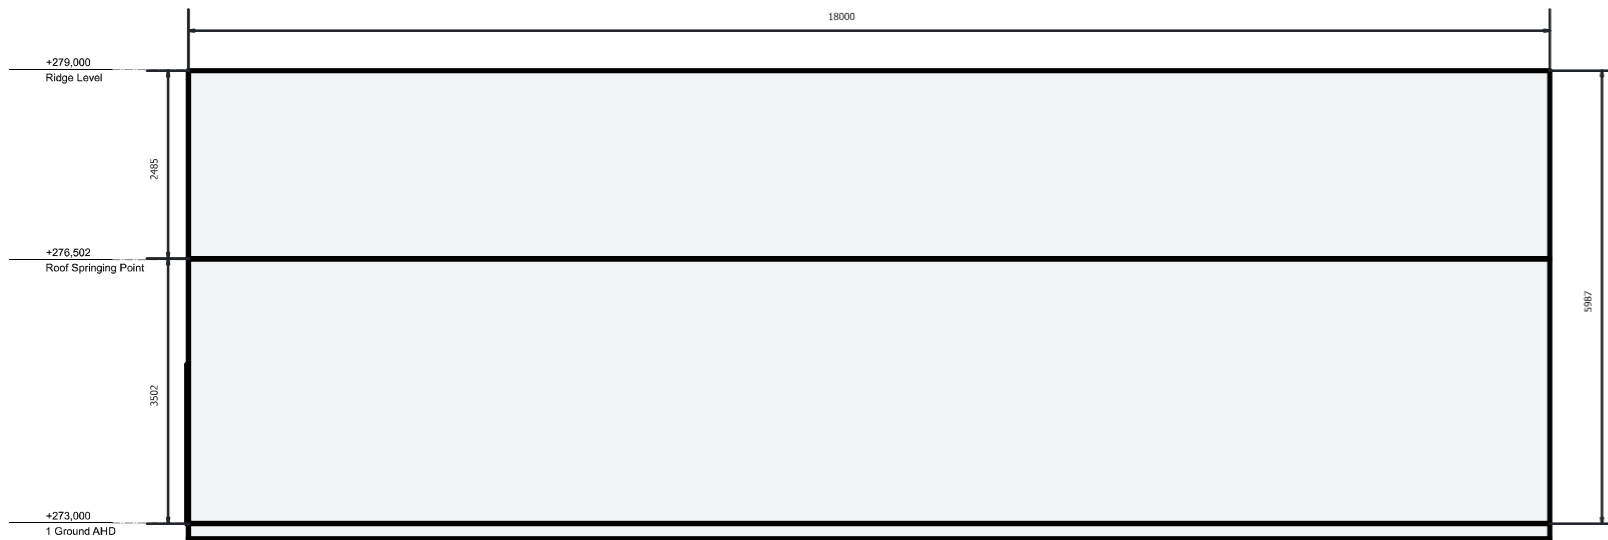 18000
+279,000
Ridge Level
2485
+276,502
Roof Springing Point
5987
3502
+273,000
1 Ground AHD